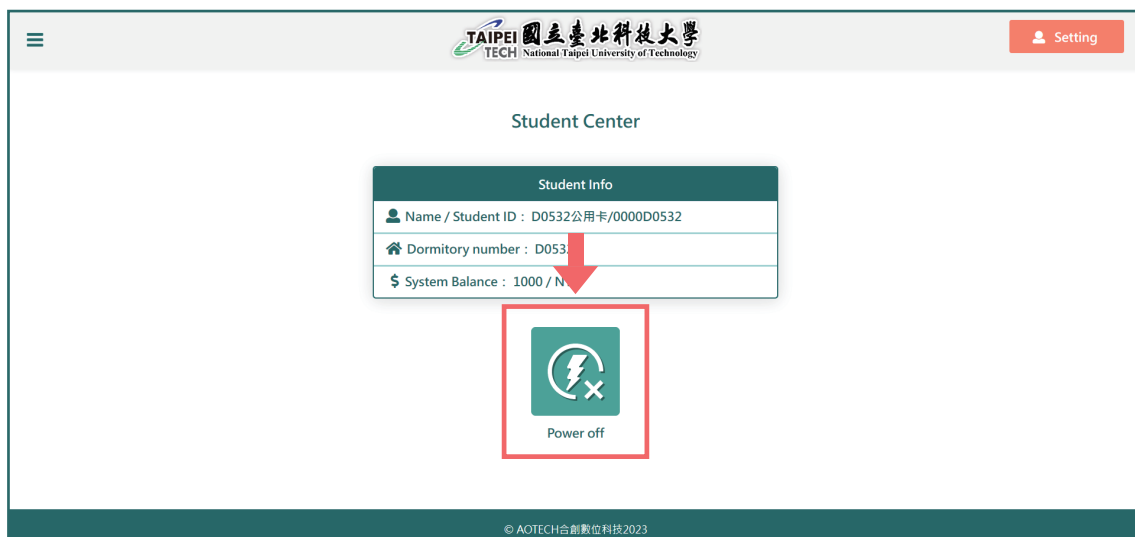 TAIPEI TECH 國立臺北科技大學
National Taipei University of Technology
Setting
Student Center
Student Info
Name / Student ID： D0532公用卡/0000D0532
Dormitory number： D053
System Balance： 1000 / N
Power off
© AOTECH合創數位科技2023